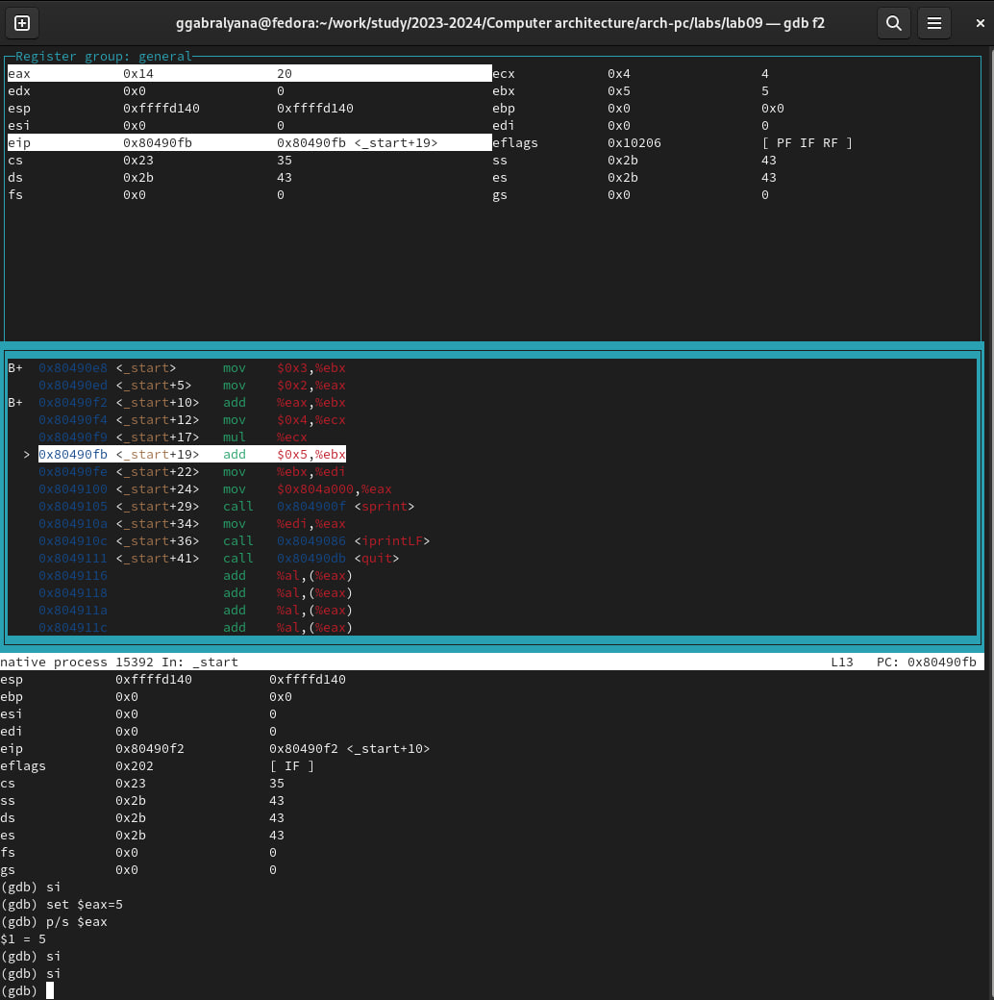 ggabralyana@fedora:~/work/study/2023-2024/Computer architecture/arch-pc/labs/lab09 — gdb f2
Register group: general
eax 0x14 20 ecx 0x4 4
edx 0x0 0 ebx 0x5 5
esp 0xffffd140 0xffffd140 ebp 0x0 0x0
esi 0x0 0 edi 0x0 0
eip 0x80490fb 0x80490fb <_start+19> eflags 0x10206 [ PF IF RF ]
cs 0x23 35 ss 0x2b 43
ds 0x2b 43 es 0x2b 43
fs 0x0 0 gs 0x0 0
B+ 0x80490e8 <_start> mov $0x3,%ebx
0x80490ed <_start+5> mov $0x2,%eax
B+ 0x80490f2 <_start+10> add %eax,%ebx
0x80490f4 <_start+12> mov $0x4,%ecx
0x80490f9 <_start+17> mul %ecx
> 0x80490fb <_start+19> add $0x5,%ebx
0x80490fe <_start+22> mov %ebx,%edi
0x8049100 <_start+24> mov $0x804a000,%eax
0x8049105 <_start+29> call 0x804900f <sprint>
0x804910a <_start+34> mov %edi,%eax
0x804910c <_start+36> call 0x8049086 <iprintLF>
0x8049111 <_start+41> call 0x80490db <quit>
0x8049116 add %al,(%eax)
0x8049118 add %al,(%eax)
0x804911a add %al,(%eax)
0x804911c add %al,(%eax)
native process 15392 In: _start L13 PC: 0x80490fb
esp 0xffffd140 0xffffd140
ebp 0x0 0x0
esi 0x0 0
edi 0x0 0
eip 0x80490f2 0x80490f2 <_start+10>
eflags 0x202 [ IF ]
cs 0x23 35
ss 0x2b 43
ds 0x2b 43
es 0x2b 43
fs 0x0 0
gs 0x0 0
(gdb) si
(gdb) set $eax=5
(gdb) p/s $eax
$1 = 5
(gdb) si
(gdb) si
(gdb)